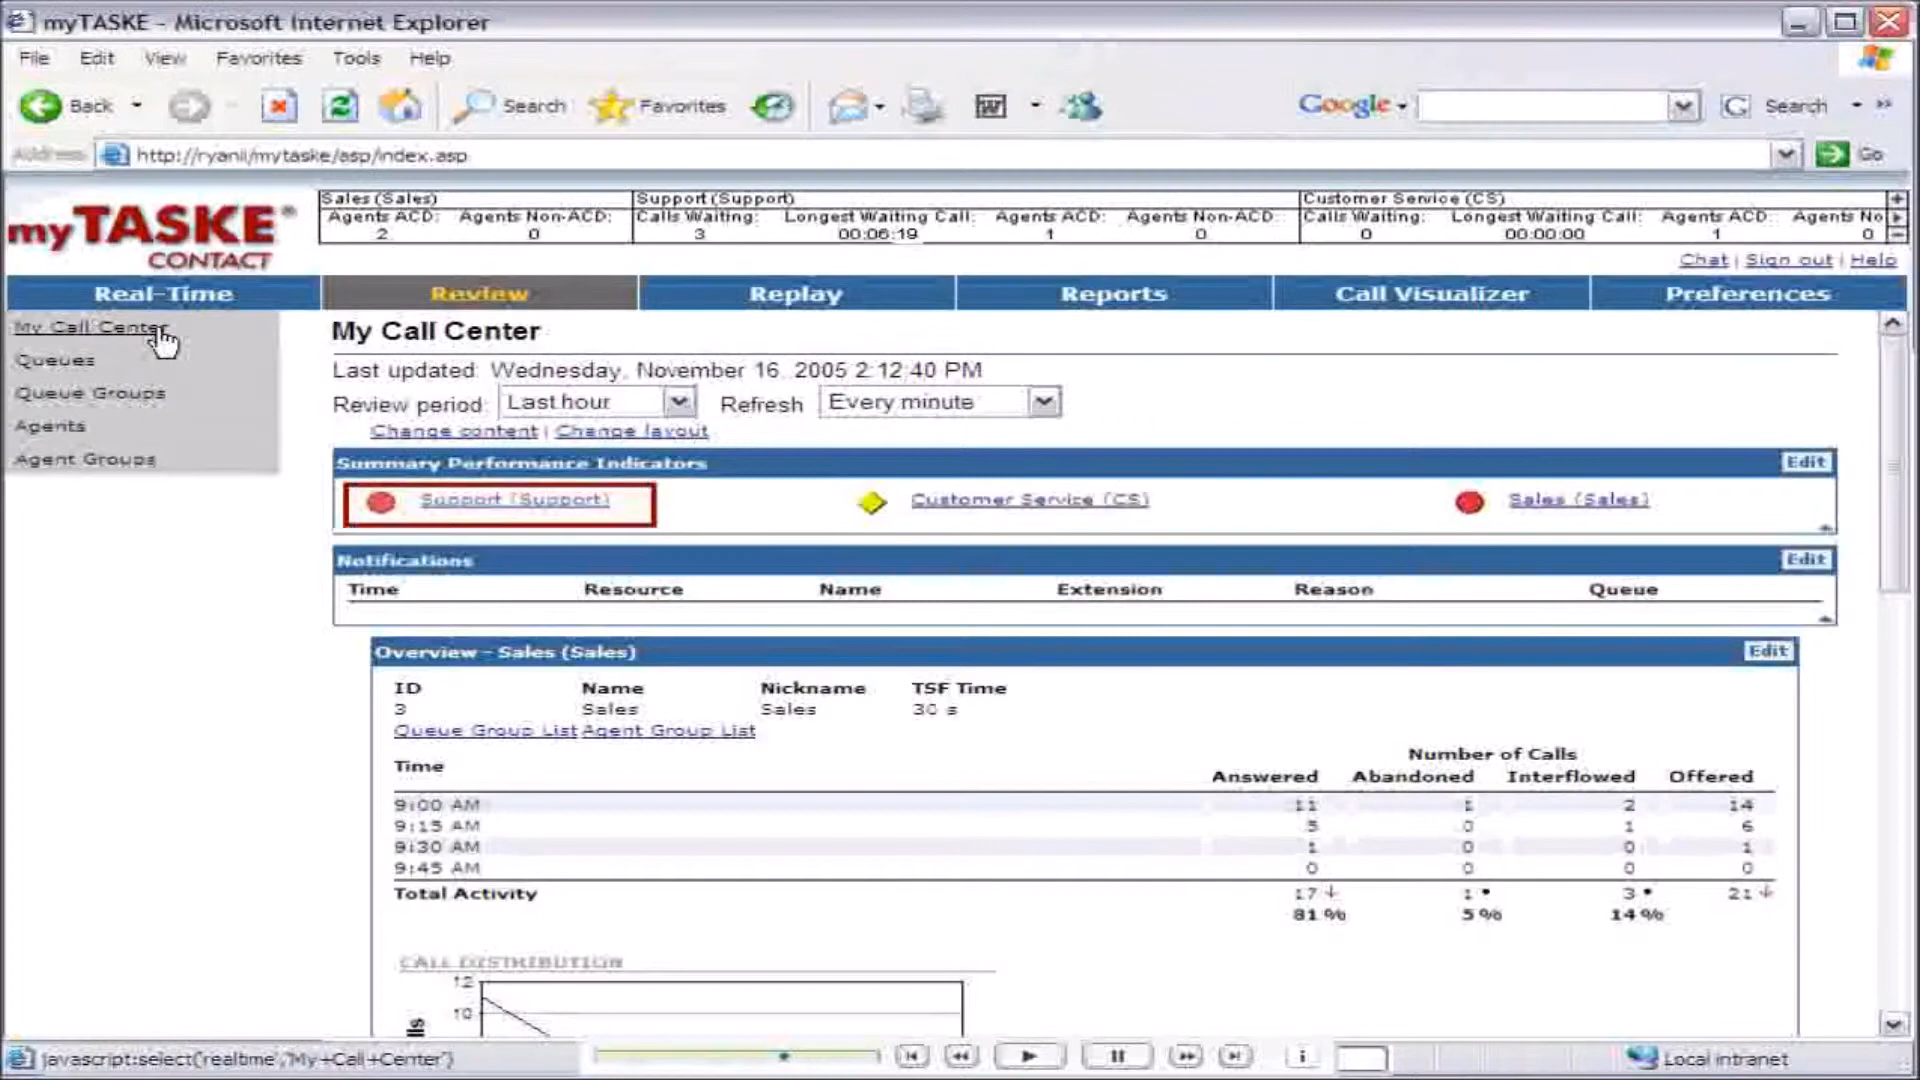 myTASKE - Microsoft Internet Explorer
File Edit View Favorites Tools Help
Back Search Favorites Google Search
Address http://ryanli/mytaske/asp/index.asp Go
myTASKE CONTACT
Sales (Sales) Support (Support) Customer Service (CS)
Agents ACD: Agents Non-ACD: Calls Waiting: Longest Waiting Call: Agents ACD: Agents Non-ACD: Calls Waiting: Longest Waiting Call: Agents ACD: Agents No
2 0 3 00:06:19 1 0 0 00:00:00 1 0
Chat | Sign out | Help
Real-Time Review Replay Reports Call Visualizer Preferences
My Call Center
Queues
Queue Groups
Agents
Agent Groups
My Call Center
Last updated: Wednesday, November 16, 2005 2:12:40 PM
Review period: Last hour Refresh Every minute
Change content | Change layout
Summary Performance Indicators Edit
Support (Support) Customer Service (CS) Sales (Sales)
Notifications Edit
Time Resource Name Extension Reason Queue
Overview - Sales (Sales) Edit
ID Name Nickname TSF Time
3 Sales Sales 30 s
Queue Group List Agent Group List
Number of Calls
Time Answered Abandoned Interflowed Offered
9:00 AM 11 1 2 14
9:15 AM 5 0 1 6
9:30 AM 1 0 0 1
9:45 AM 0 0 0 0
Total Activity 17 1 3 21
81% 5% 14%
CALL DISTRIBUTION
12
10
javascript:select('realtime','My+Call+Center') Local intranet